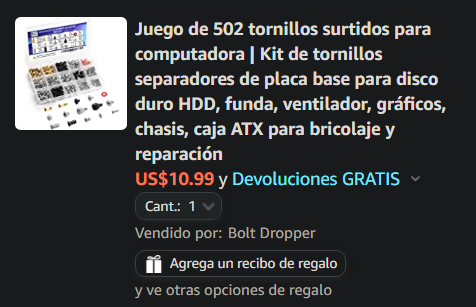 Juego de 502 tornillos surtidos para
computadora | Kit de tornillos
separadores de placa base para disco
duro HDD, funda, ventilador, gráficos,
chasis, caja ATX para bricolaje y
reparación
US$10.99 y Devoluciones GRATIS
Cant.: 1
Vendido por: Bolt Dropper
Agrega un recibo de regalo
y ve otras opciones de regalo